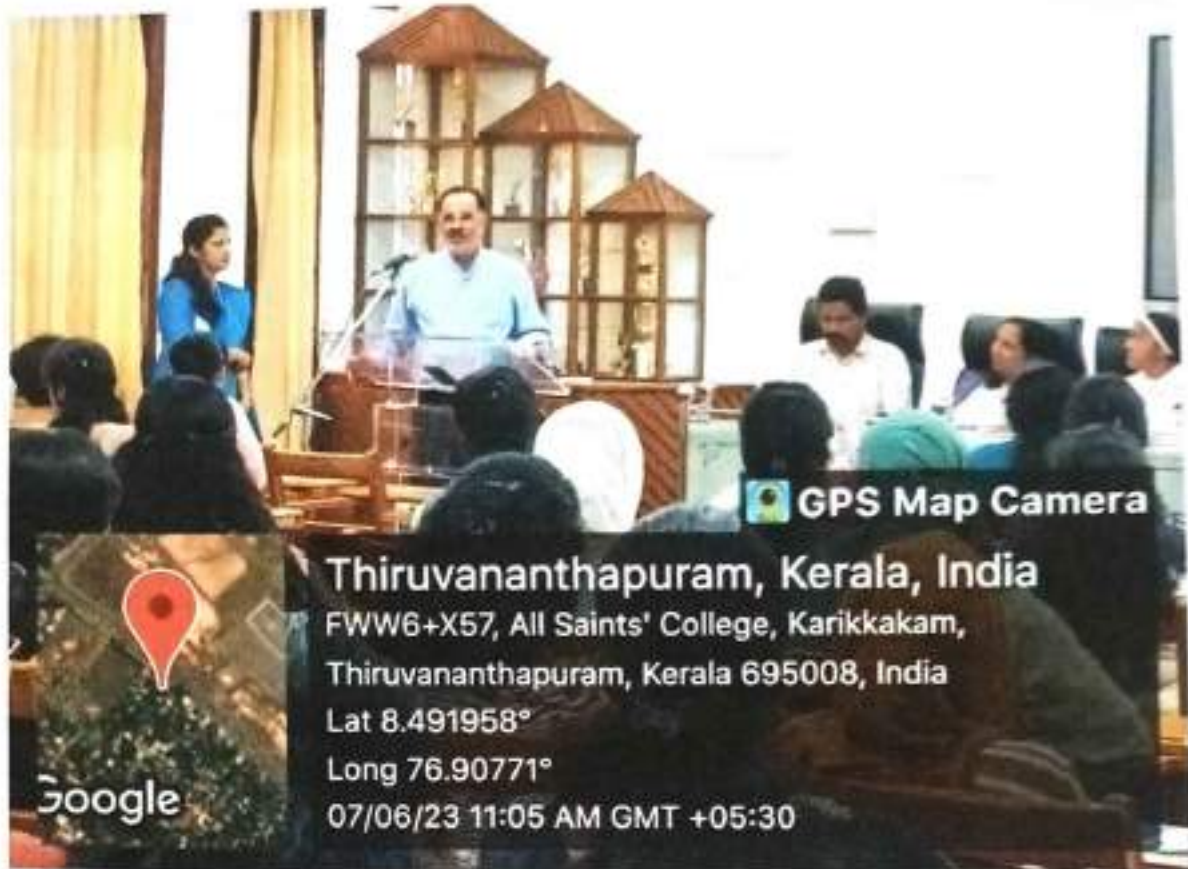 GPS Map Camera
Thiruvananthapuram, Kerala, India
FWW6+X57, All Saints' College, Karikkakam,
Thiruvananthapuram, Kerala 695008, India
Lat 8.491958°
Long 76.90771°
07/06/23 11:05 AM GMT +05:30
Google